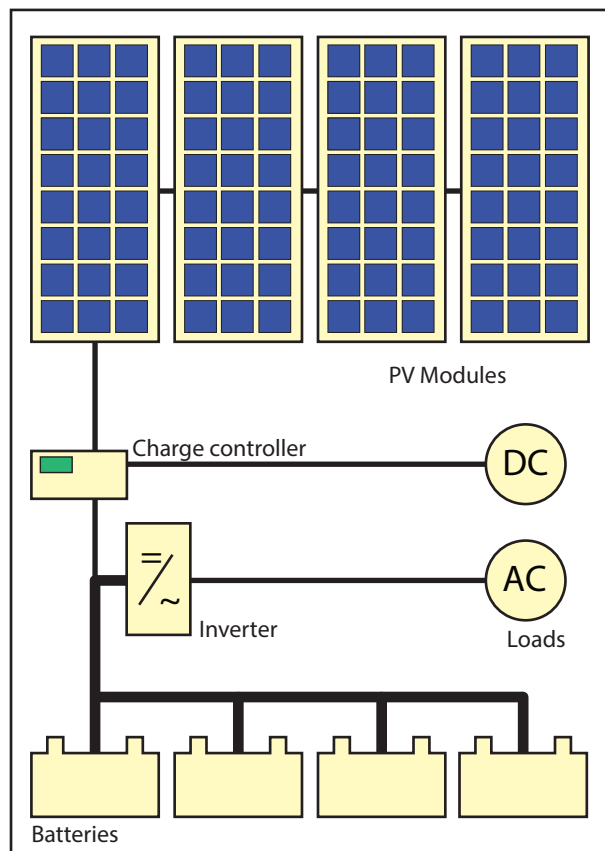 PV Modules
Charge controller
DC
=
~
AC
Inverter
Loads
Batteries